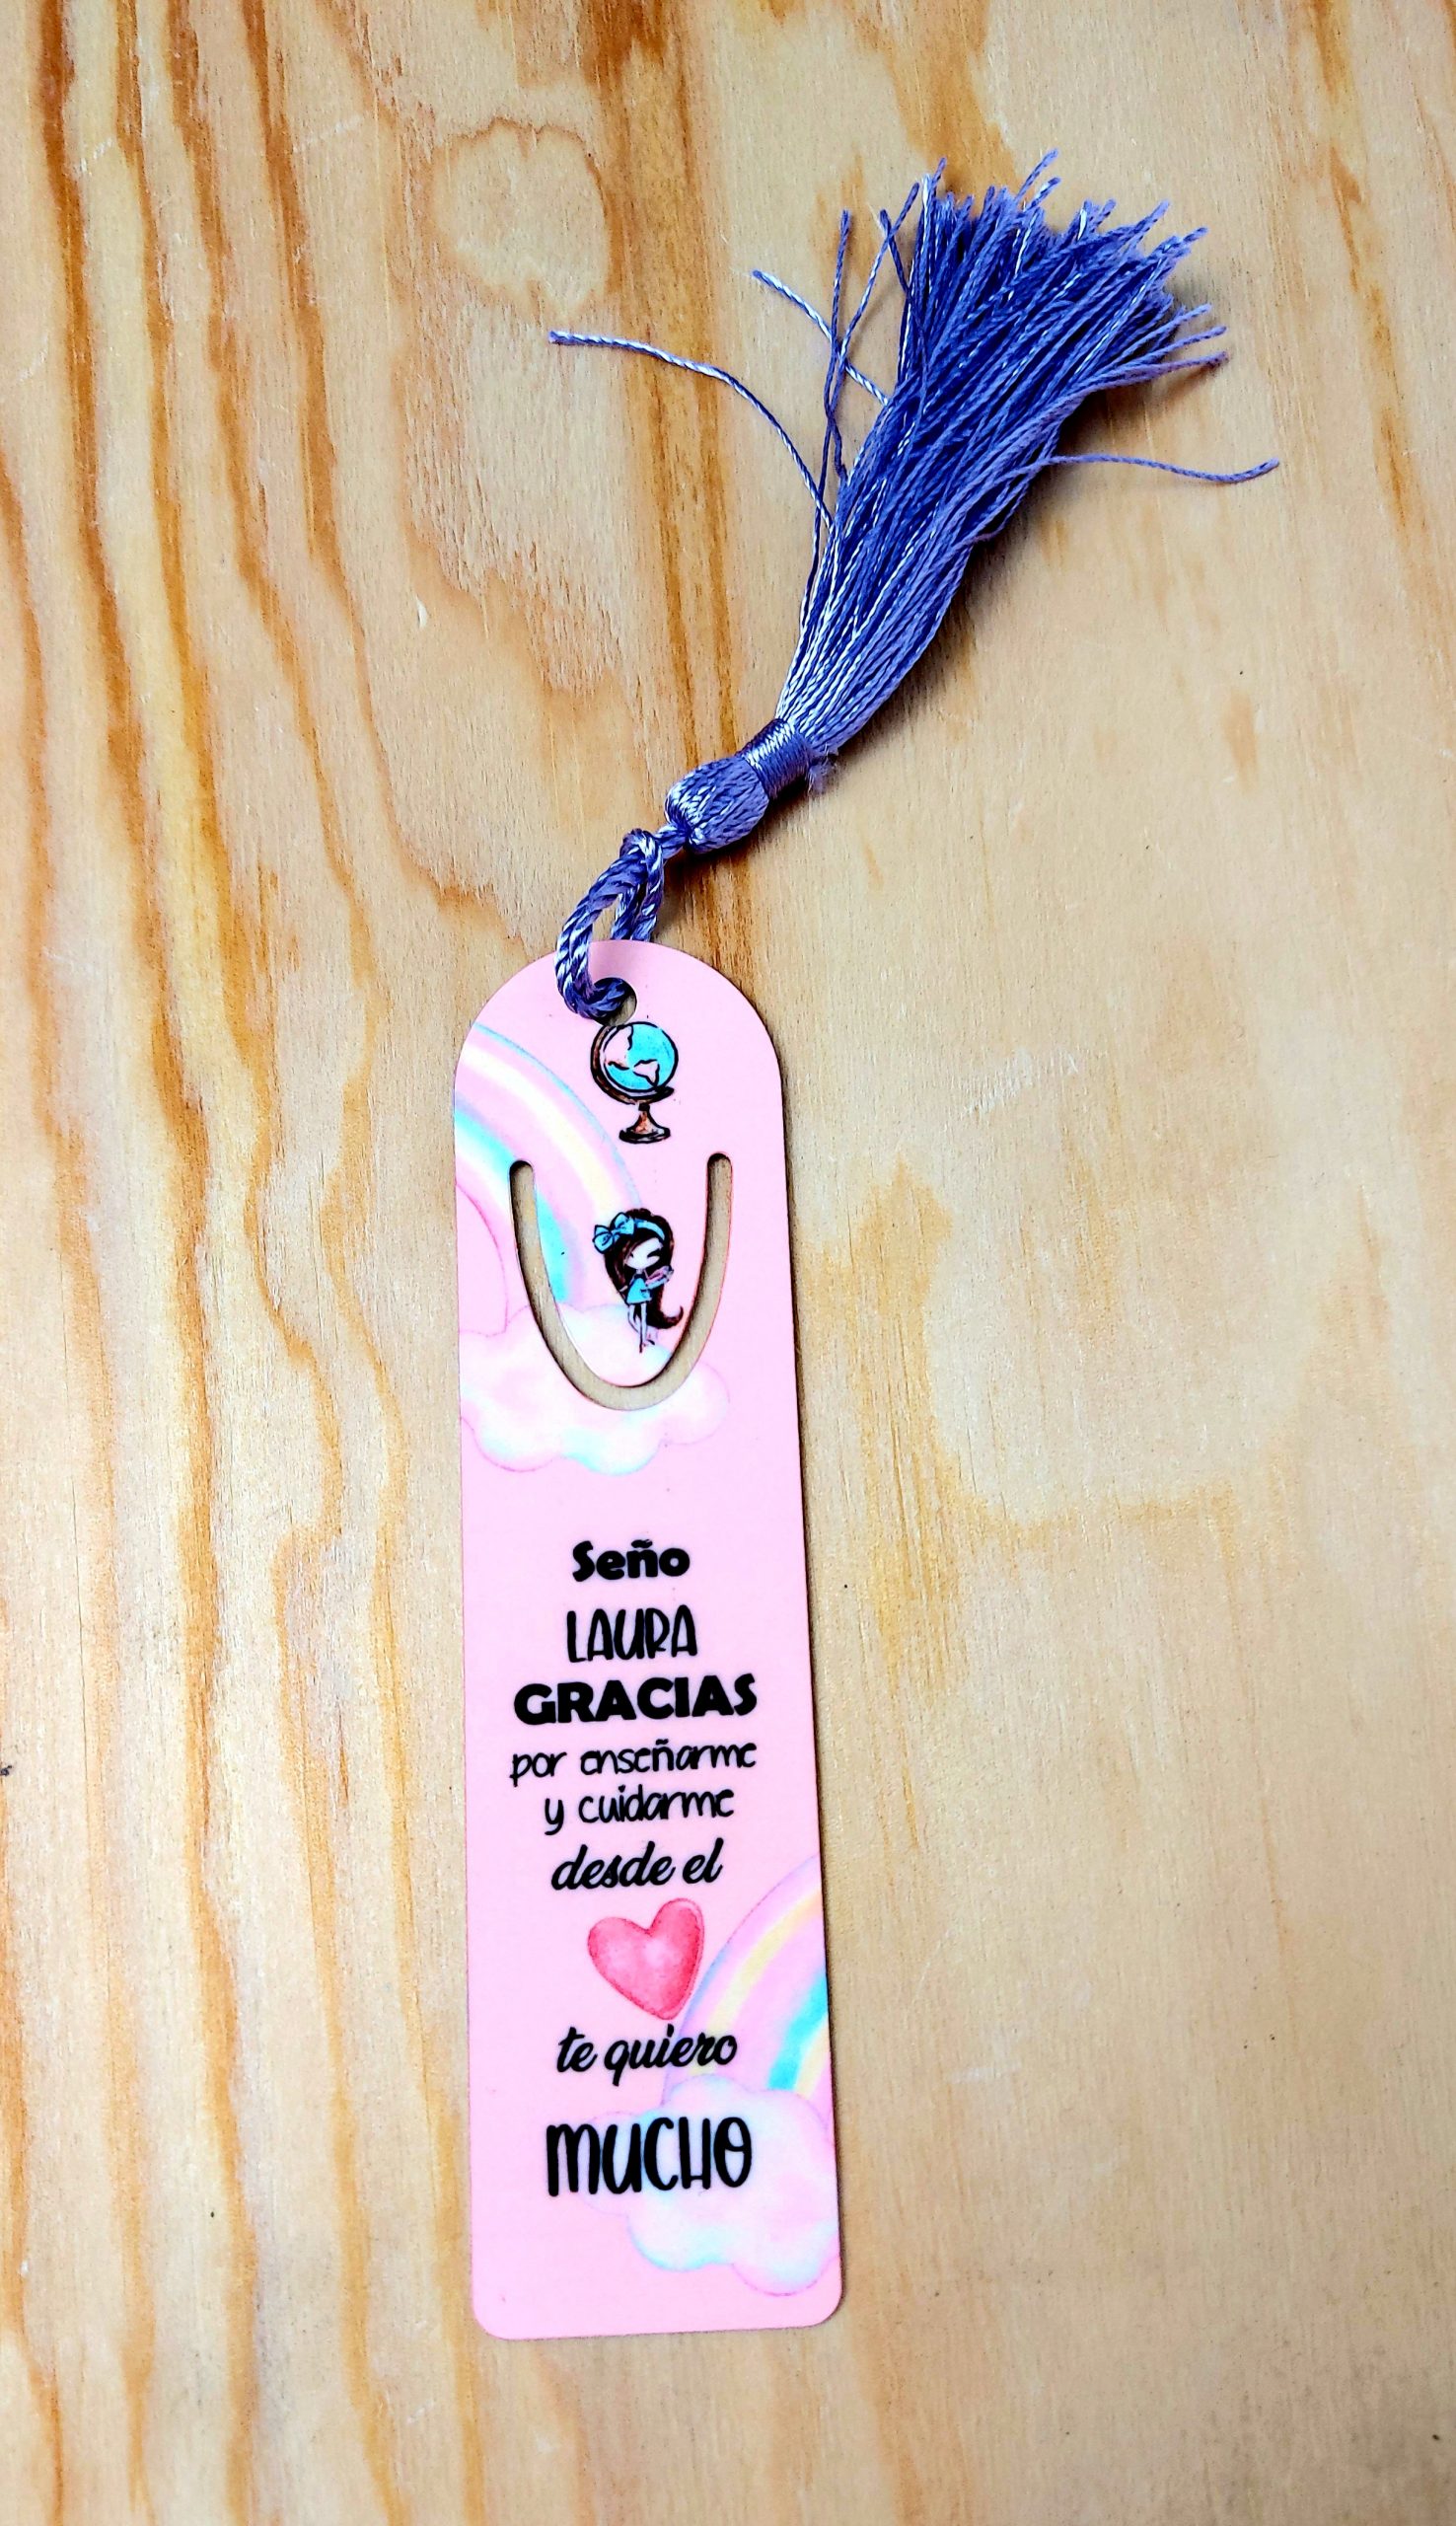 Seño
LAURA
GRACIAS
por enseñarme
y cuidarme
desde el
te quiero
MUCHO